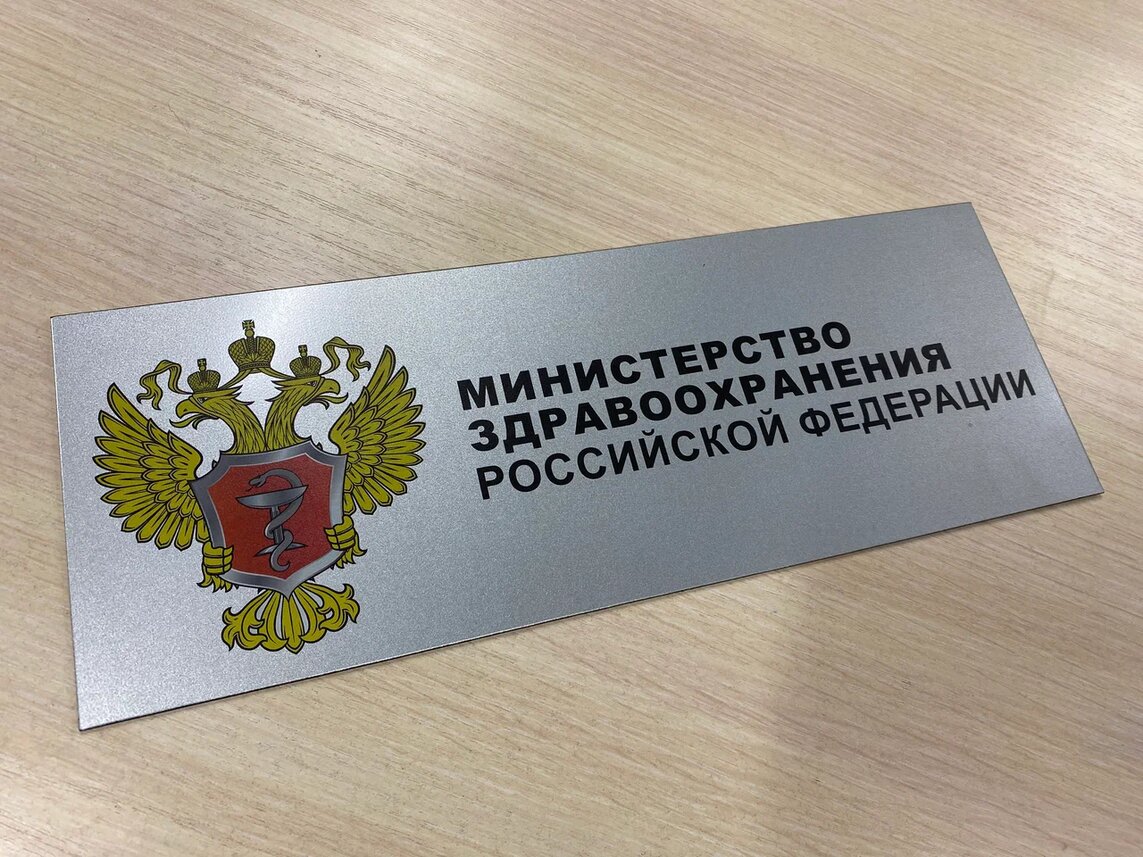 МИНИСТЕРСТВО
ЗДРАВООХРАНЕНИЯ
РОССИЙСКОЙ ФЕДЕРАЦИИ